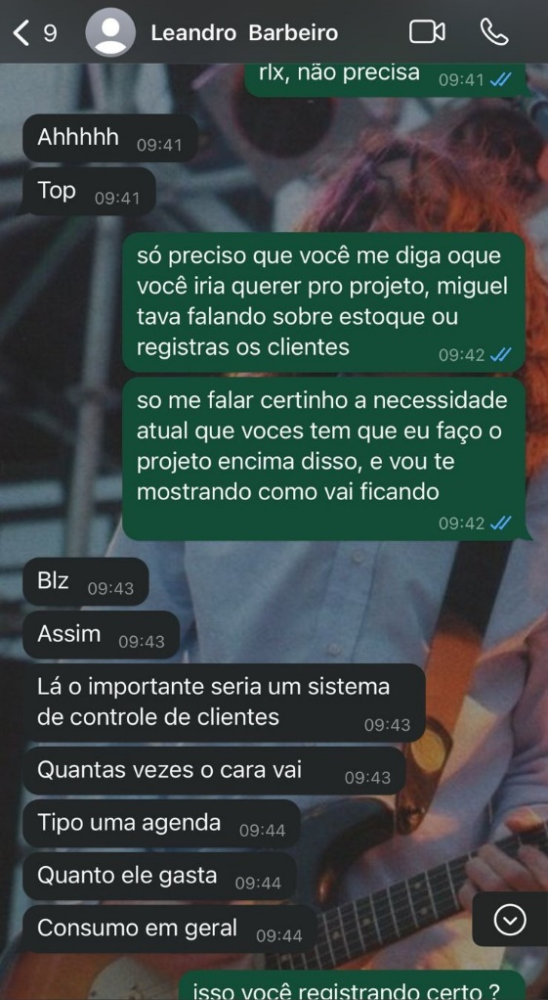 9 Leandro Barbeiro
rlx, não precisa 09:41
Ahhhhh 09:41
Top 09:41
só preciso que você me diga oque
você iria querer pro projeto, miguel
tava falando sobre estoque ou
registras os clientes 09:42
so me falar certinho a necessidade
atual que voces tem que eu faço o
projeto encima disso, e vou te
mostrando como vai ficando
09:42
Blz 09:43
Assim 09:43
Lá o importante seria um sistema
de controle de clientes 09:43
Quantas vezes o cara vai 09:43
Tipo uma agenda 09:44
Quanto ele gasta 09:44
Consumo em geral 09:44
isso você registrando certo ?